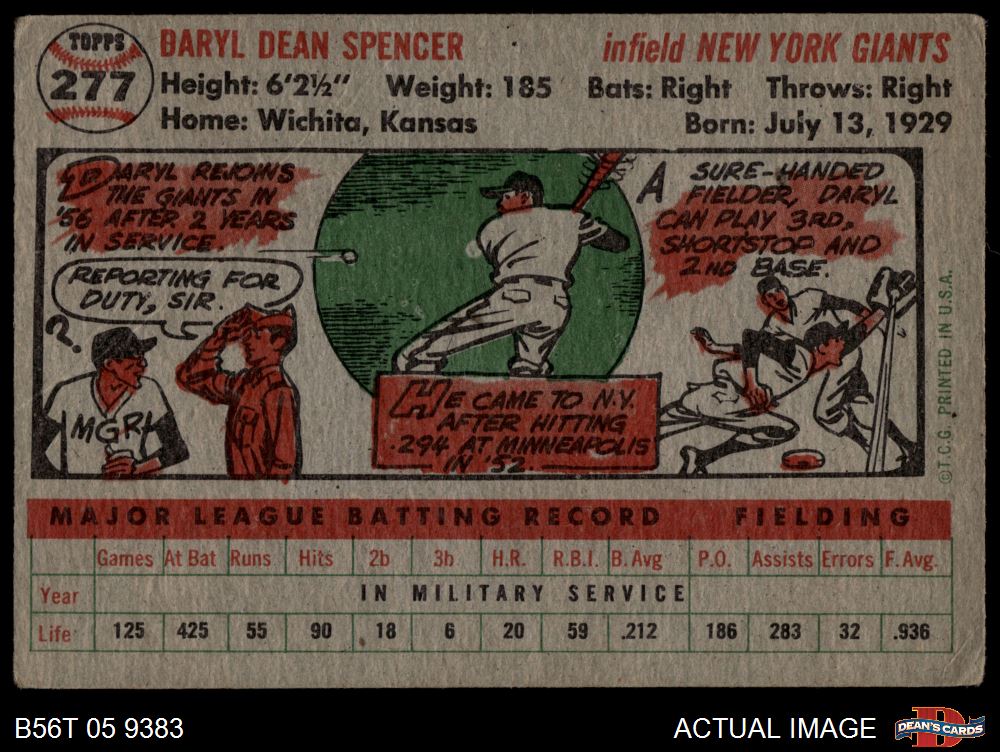 TOPPS
277
DARYL DEAN SPENCER infield NEW YORK GIANTS
Height: 6'2½" Weight: 185 Bats: Right Throws: Right
Home: Wichita, Kansas Born: July 13, 1929
DARYL REJOINS
THE GIANTS IN
'56 AFTER 2 YEARS
IN SERVICE.
REPORTING FOR
DUTY, SIR.
?
MGR.
HE CAME TO N.Y.
AFTER HITTING
.294 AT MINNEAPOLIS
IN '52.
A SURE-HANDED
FIELDER, DARYL
CAN PLAY 3RD,
SHORTSTOP AND
2ND BASE.
©T.C.G. PRINTED IN U.S.A.
MAJOR LEAGUE BATTING RECORD FIELDING
Games At Bat Runs Hits 2b 3b H.R. R.B.I. B. Avg P.O. Assists Errors F. Avg.
Year IN MILITARY SERVICE
Life 125 425 55 90 18 6 20 59 .212 186 283 32 .936
B56T 05 9383 ACTUAL IMAGE DEAN'S CARDS